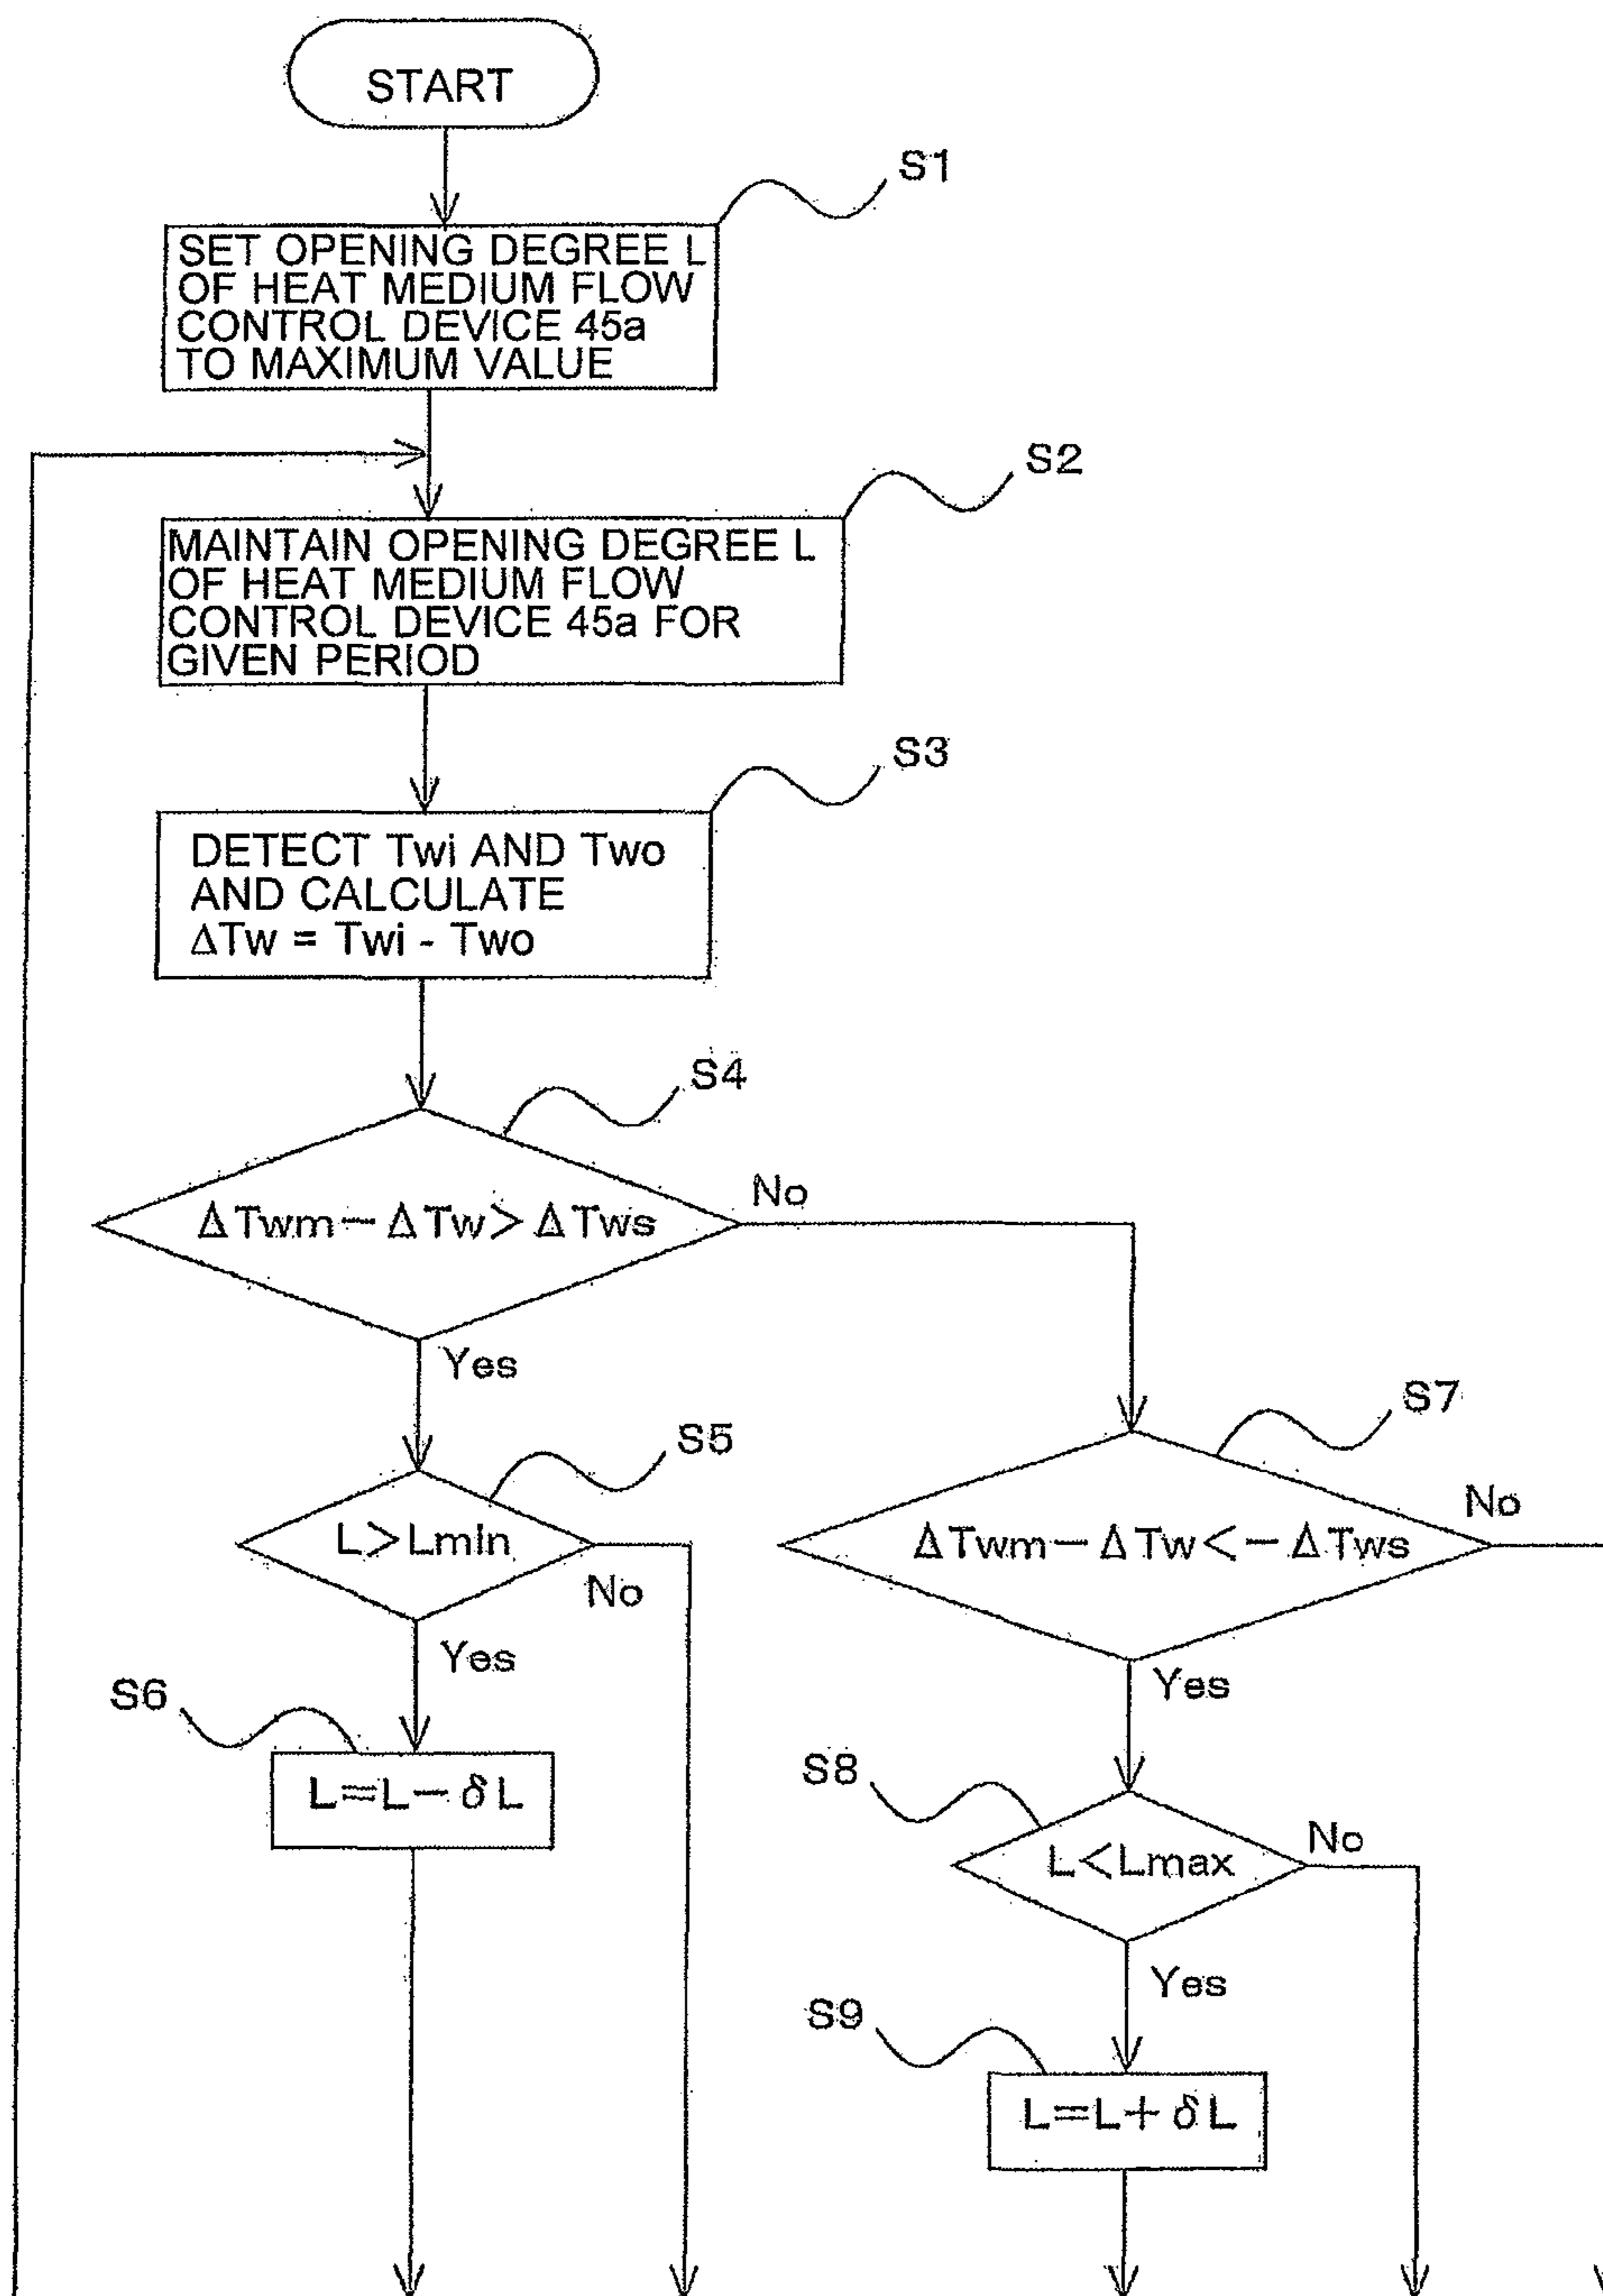 START
S1
SET OPENING DEGREE L
OF HEAT MEDIUM FLOW
CONTROL DEVICE 45a
TO MAXIMUM VALUE
S2
MAINTAIN OPENING DEGREE L
OF HEAT MEDIUM FLOW
CONTROL DEVICE 45a FOR
GIVEN PERIOD
S3
DETECT Twi AND Two
AND CALCULATE
ΔTw = Twi - Two
S4
ΔTwm－ΔTw＞ΔTws
No
Yes
S5
L＞Lmin
No
Yes
S6
L=L－δL
S7
ΔTwm－ΔTw＜－ΔTws
No
Yes
S8
L＜Lmax
No
Yes
S9
L=L+δL